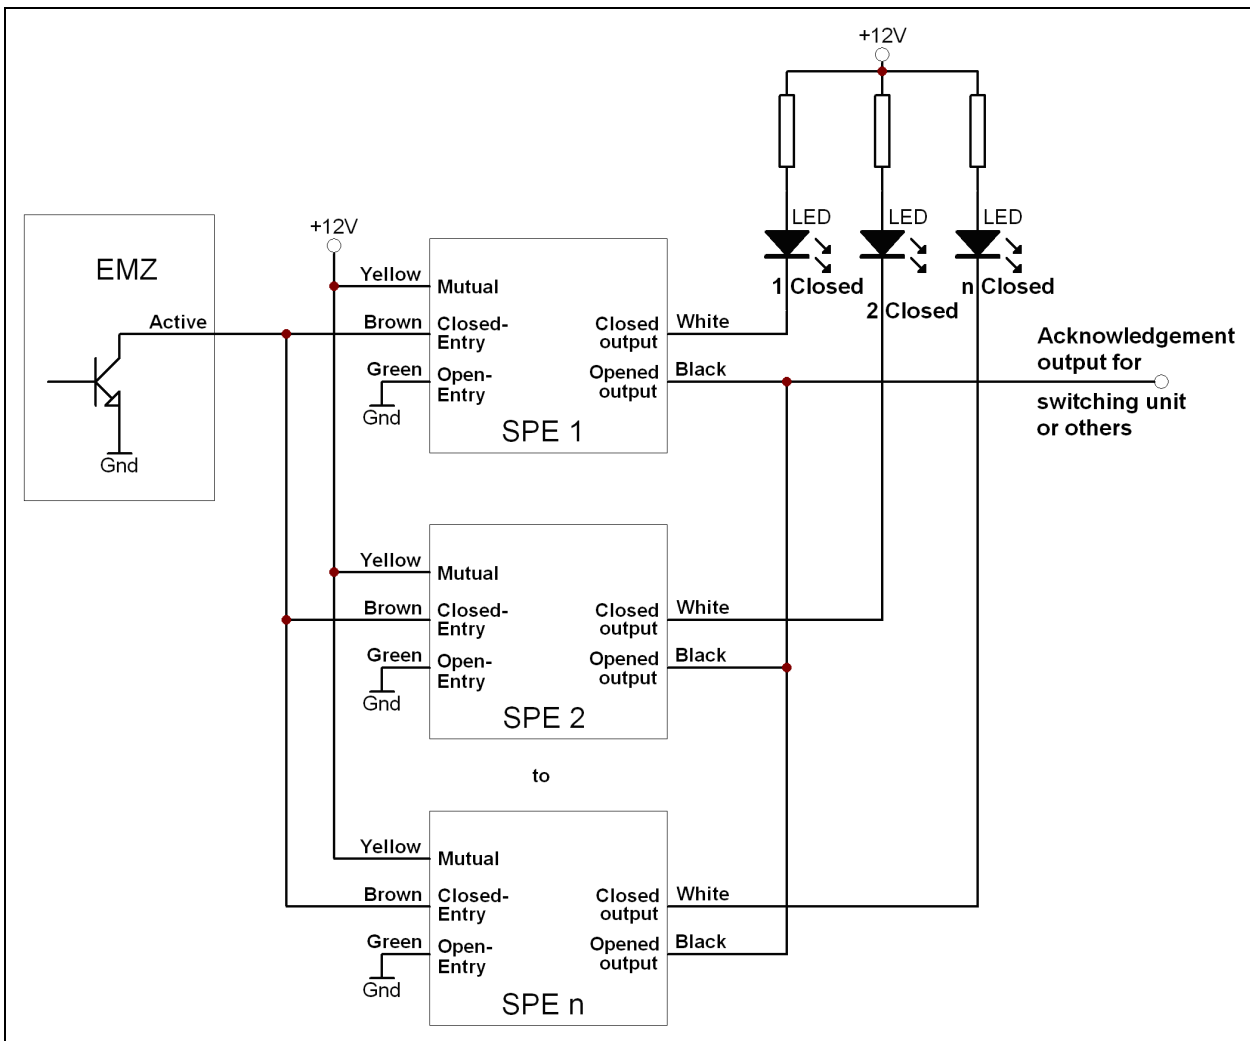 +12V
LED
LED
LED
1 Closed
2 Closed
n Closed
EMZ
Active
Gnd
+12V
Yellow
Mutual
Brown
Closed-
Entry
Green
Open-
Entry
Gnd
Closed
output
White
Opened
output
Black
SPE 1
Acknowledgement
output for
switching unit
or others
Yellow
Mutual
Brown
Closed-
Entry
Green
Open-
Entry
Gnd
Closed
output
White
Opened
output
Black
SPE 2
to
Yellow
Mutual
Brown
Closed-
Entry
Green
Open-
Entry
Gnd
Closed
output
White
Opened
output
Black
SPE n